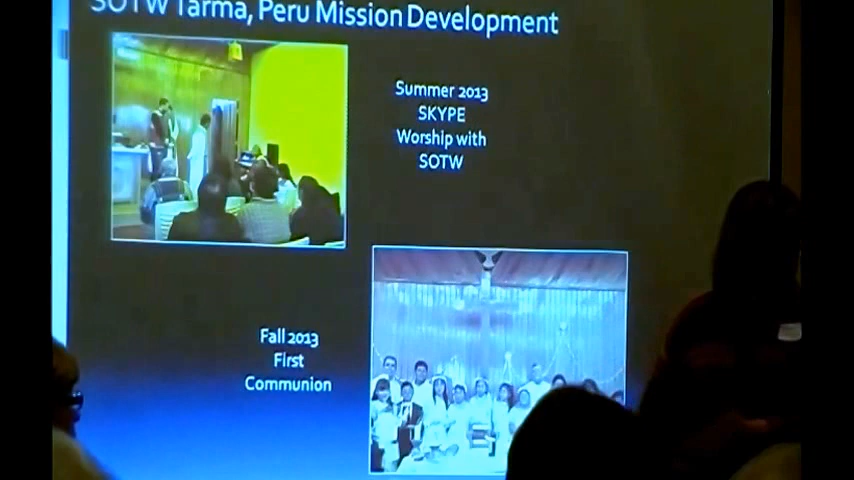 SOTW Tarma, Peru Mission Development
Summer 2013
SKYPE
Worship with
SOTW
Fall 2013
First
Communion